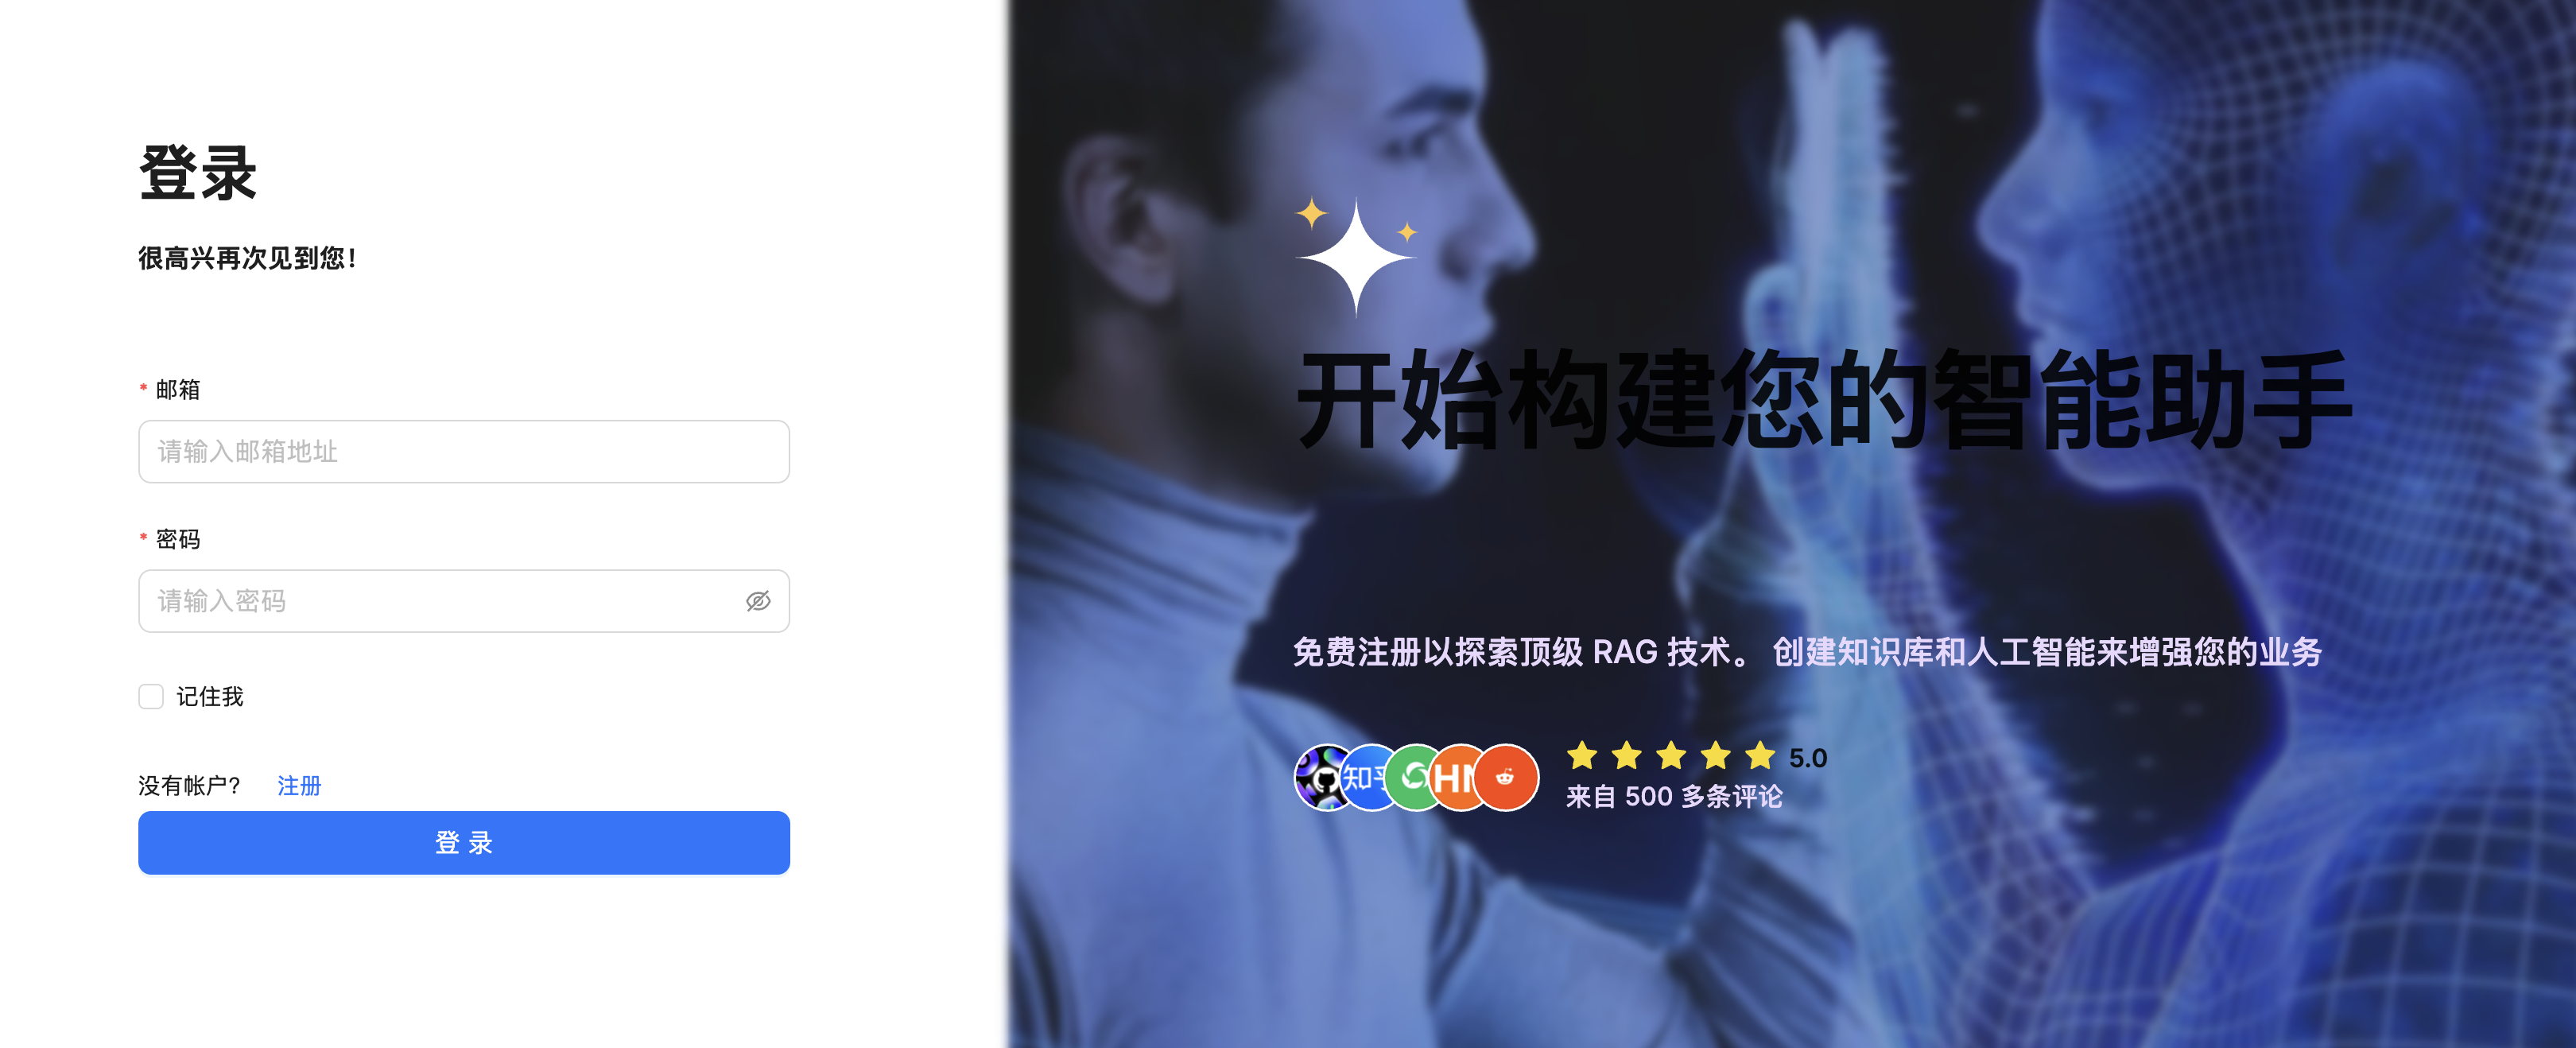 登录
很高兴再次见到您！
* 邮箱
请输入邮箱地址
* 密码
请输入密码
记住我
没有帐户? 注册
登 录
开始构建您的智能助手
免费注册以探索顶级 RAG 技术。 创建知识库和人工智能来增强您的业务
知乎
HN
5.0
来自 500 多条评论